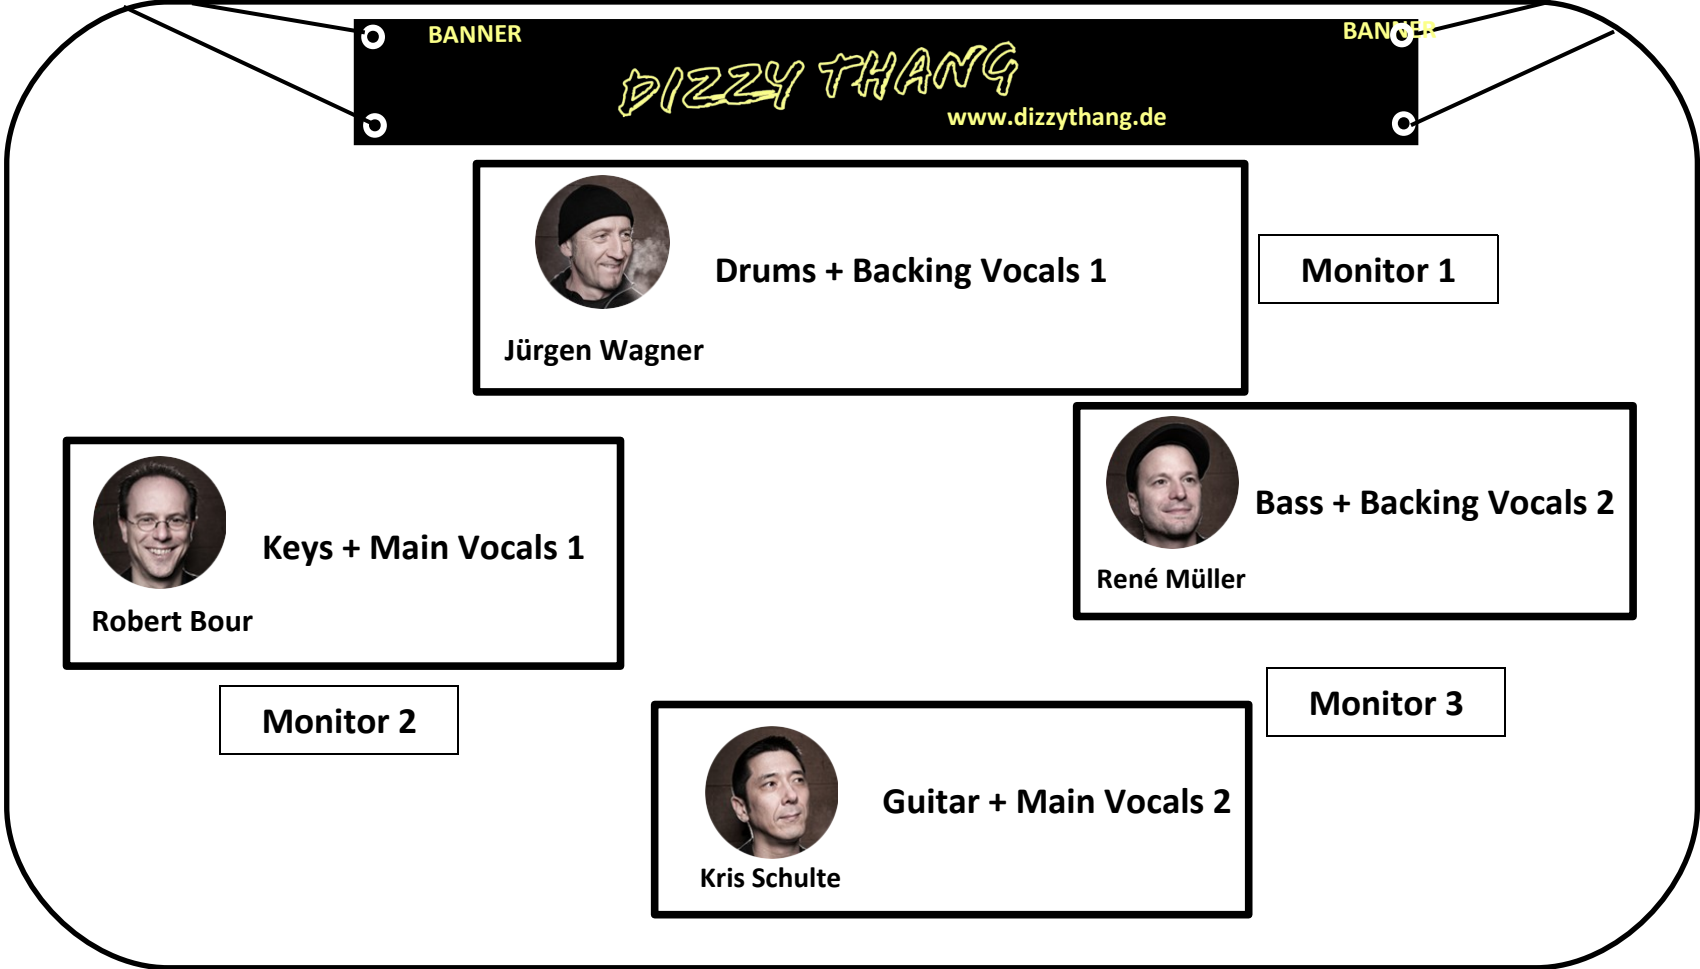 BANNER
BANNER
DIZZY THANG
www.dizzythang.de
Drums + Backing Vocals 1
Monitor 1
Jürgen Wagner
Bass + Backing Vocals 2
René Müller
Keys + Main Vocals 1
Robert Bour
Monitor 2
Monitor 3
Guitar + Main Vocals 2
Kris Schulte